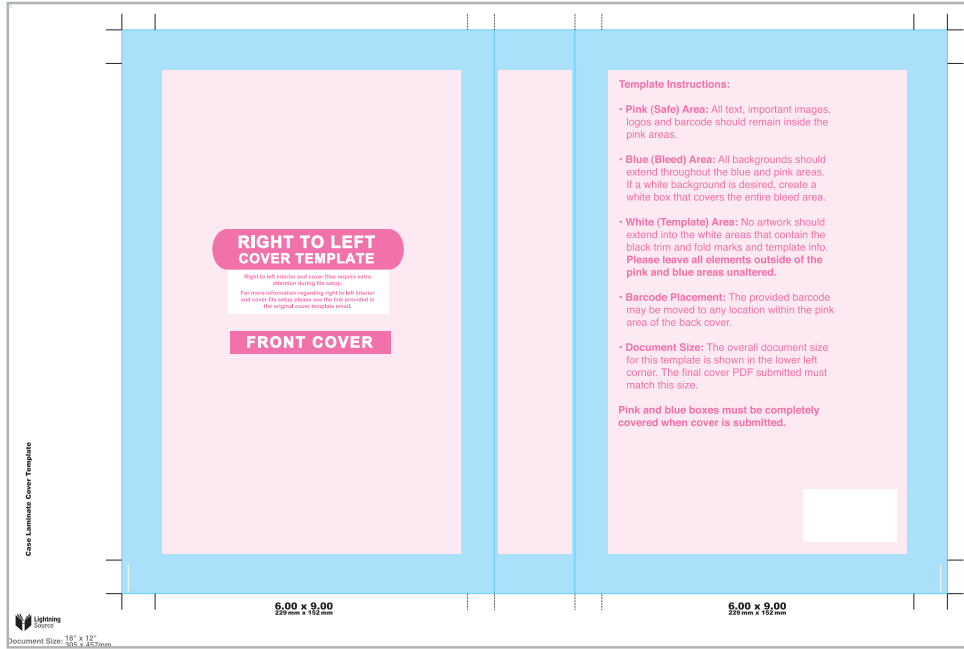 RIGHT TO LEFT
COVER TEMPLATE
Right to left interior and cover files require extra
attention during file setup.
For more information regarding right to left interior
and cover file setup please see the link provided in
the original cover template email.
FRONT COVER
Template Instructions:
• Pink (Safe) Area: All text, important images,
logos and barcode should remain inside the
pink areas.
• Blue (Bleed) Area: All backgrounds should
extend throughout the blue and pink areas.
If a white background is desired, create a
white box that covers the entire bleed area.
• White (Template) Area: No artwork should
extend into the white areas that contain the
black trim and fold marks and template info.
Please leave all elements outside of the
pink and blue areas unaltered.
• Barcode Placement: The provided barcode
may be moved to any location within the pink
area of the back cover.
• Document Size: The overall document size
for this template is shown in the lower left
corner. The final cover PDF submitted must
match this size.
Pink and blue boxes must be completely
covered when cover is submitted.
Case Laminate Cover Template
6.00 x 9.00
229 mm x 152 mm
6.00 x 9.00
229 mm x 152 mm
Lightning
Source
Document Size: 18" x 12"
305 x 457mm